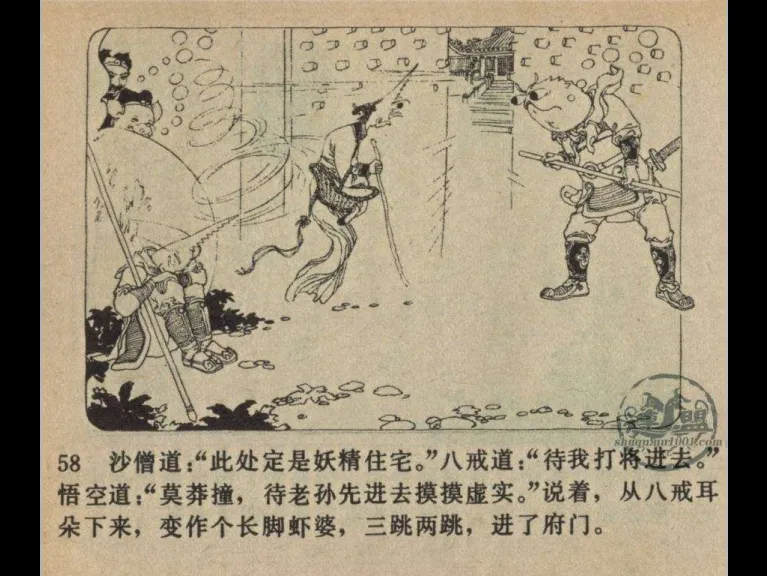 58 沙僧道：“此处定是妖精住宅。”八戒道：“待我打将进去。”
悟空道：“莫莽撞，待老孙先进去摸摸虚实。”说着，从八戒耳
朵下来，变作个长脚虾婆，三跳两跳，进了府门。
shuquan1001.com